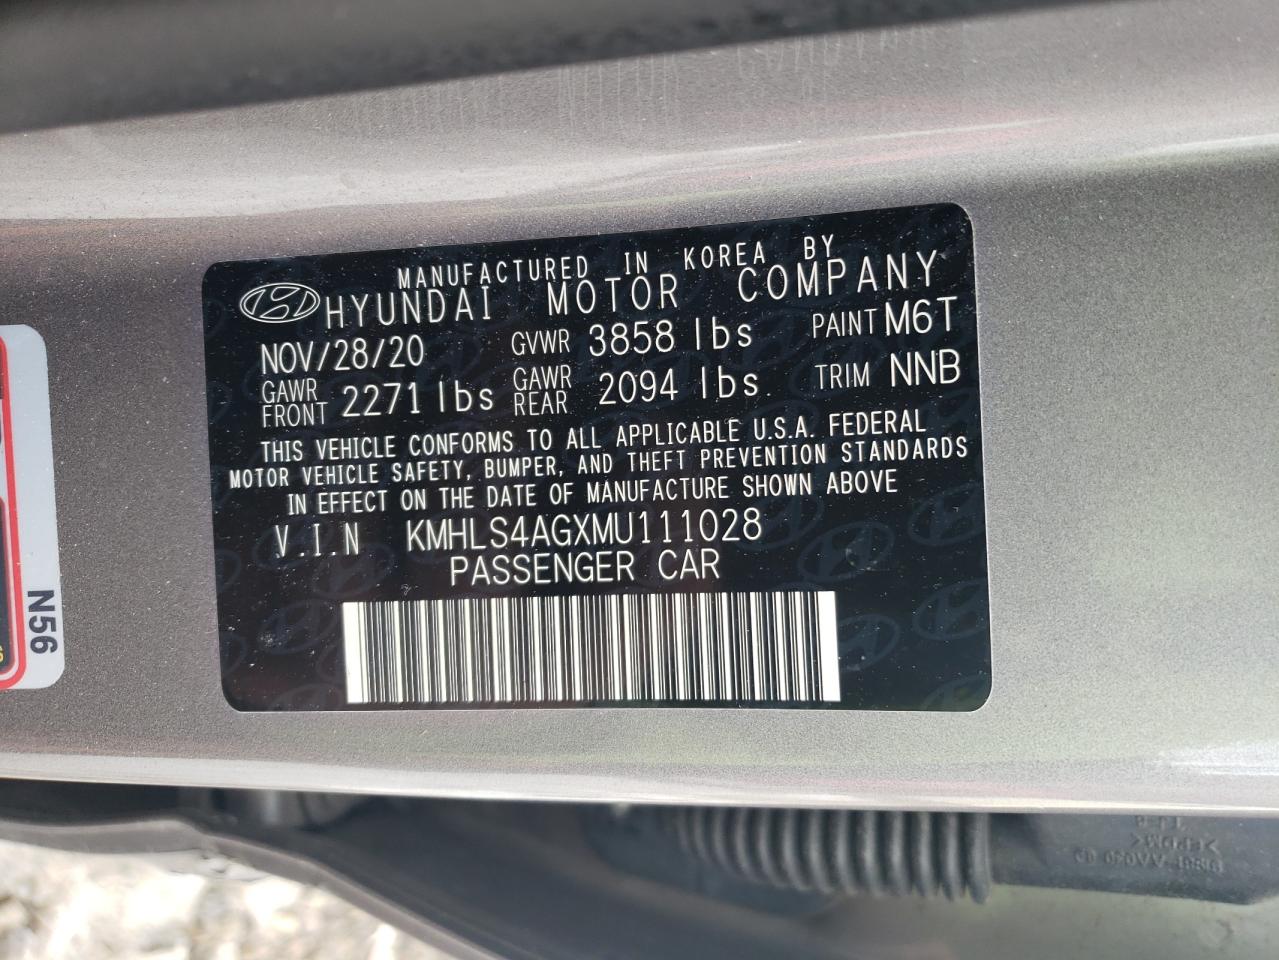 MANUFACTURED IN KOREA BY
HYUNDAI MOTOR COMPANY
NOV/28/20 GVWR 3858 lbs PAINT M6T
GAWR FRONT 2271 lbs GAWR REAR 2094 lbs TRIM NNB
THIS VEHICLE CONFORMS TO ALL APPLICABLE U.S.A. FEDERAL
MOTOR VEHICLE SAFETY, BUMPER, AND THEFT PREVENTION STANDARDS
IN EFFECT ON THE DATE OF MANUFACTURE SHOWN ABOVE
V.I.N KMHLS4AGXMU111028
PASSENGER CAR
N56